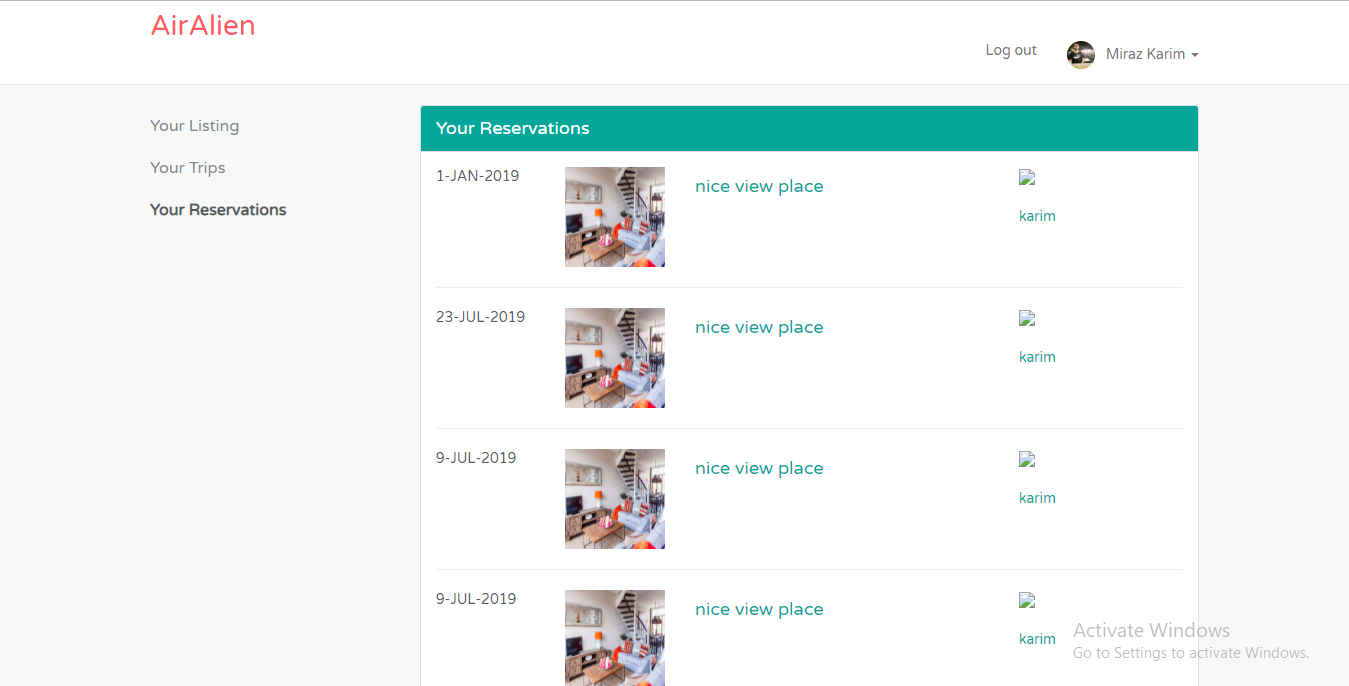 AirAlien
Log out
Miraz Karim
Your Listing
Your Trips
Your Reservations
Your Reservations
1-JAN-2019
nice view place
karim
23-JUL-2019
nice view place
karim
9-JUL-2019
nice view place
karim
9-JUL-2019
nice view place
karim
Activate Windows
Go to Settings to activate Windows.